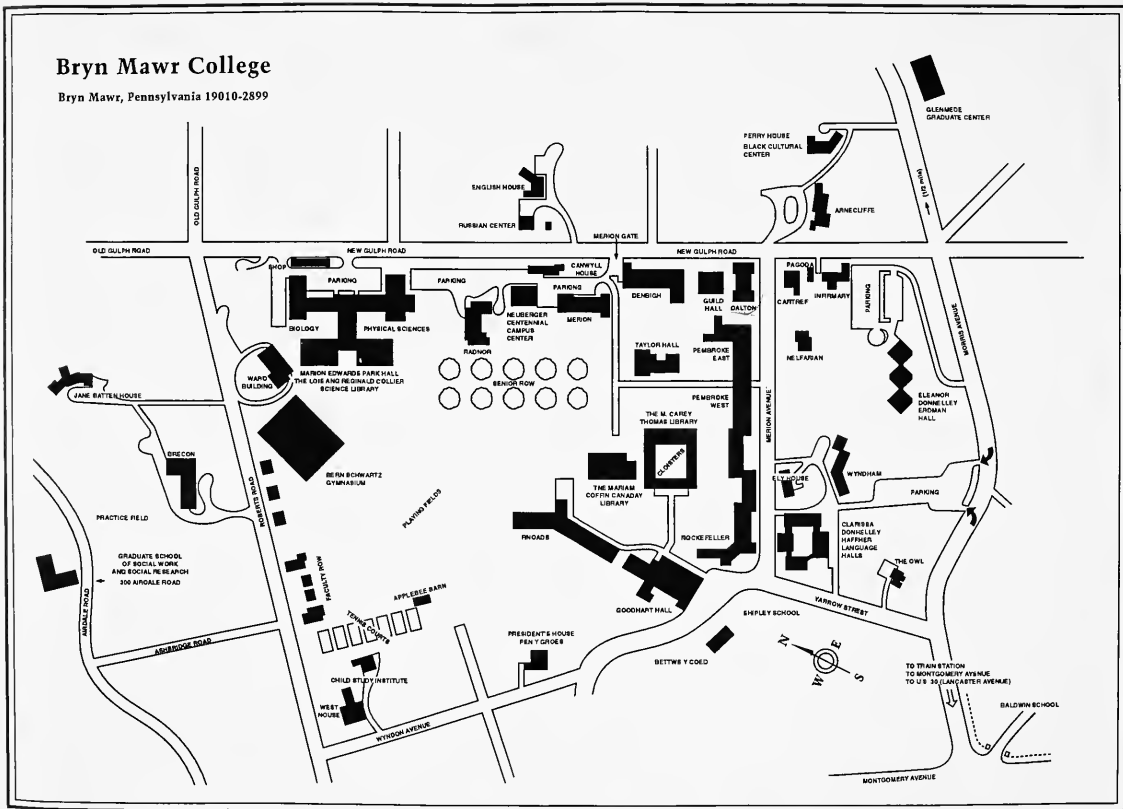 Bryn Mawr College
Bryn Mawr, Pennsylvania 19010-2899
GLENMEDE
GRADUATE CENTER
PERRY HOUSE
BLACK CULTURAL
CENTER
OLD GULPH ROAD
ENGLISH HOUSE
(1/2 mile)
ARNECLIFFE
RUSSIAN CENTER
MERION GATE
OLD GULPH ROAD
NEW GULPH ROAD
NEW GULPH ROAD
SHOP
CANWYLL
HOUSE
PAGODA
PARKING
PARKING
PARKING
DENBIGH
GUILD
HALL
DALTON
CARTREF
INFIRMARY
PARKING
BIOLOGY
PHYSICAL SCIENCES
RADNOR
NEUBERGER
CENTENNIAL
CAMPUS
CENTER
MERION
MORRIS AVENUE
TAYLOR HALL
PEMBROKE
EAST
NELFARIAN
WARD
BUILDING
MARION EDWARDS PARK HALL
THE LOIS AND REGINALD COLLIER
SCIENCE LIBRARY
SENIOR ROW
JANE BATTEN HOUSE
PEMBROKE
WEST
MERION AVENUE
ELEANOR
DONNELLEY
ERDMAN
HALL
THE M. CAREY
THOMAS LIBRARY
CLOISTERS
BRECON
BERN SCHWARTZ
GYMNASIUM
THE MARIAM
COFFIN CANADAY
LIBRARY
ELY HOUSE
WYNDHAM
PARKING
ROBERTS ROAD
PLAYING FIELDS
PRACTICE FIELD
RHOADS
ROCKEFELLER
CLARISSA
DONHELLEY
HAFFNER
LANGUAGE
HALLS
GRADUATE SCHOOL
OF SOCIAL WORK
AND SOCIAL RESEARCH
300 AIRDALE ROAD
THE OWL
FACULTY ROW
APPLEBEE BARN
GOODHART HALL
YARROW STREET
AIRDALE ROAD
TENNIS COURTS
SHIPLEY SCHOOL
ASHBRIDGE ROAD
PRESIDENT'S HOUSE
PEN Y GROES
BETTWS Y COED
N
E
W
S
CHILD STUDY INSTITUTE
TO TRAIN STATION
TO MONTGOMERY AVENUE
TO U.S. 30 (LANCASTER AVENUE)
WEST
HOUSE
WYNDON AVENUE
BALDWIN SCHOOL
MONTGOMERY AVENUE